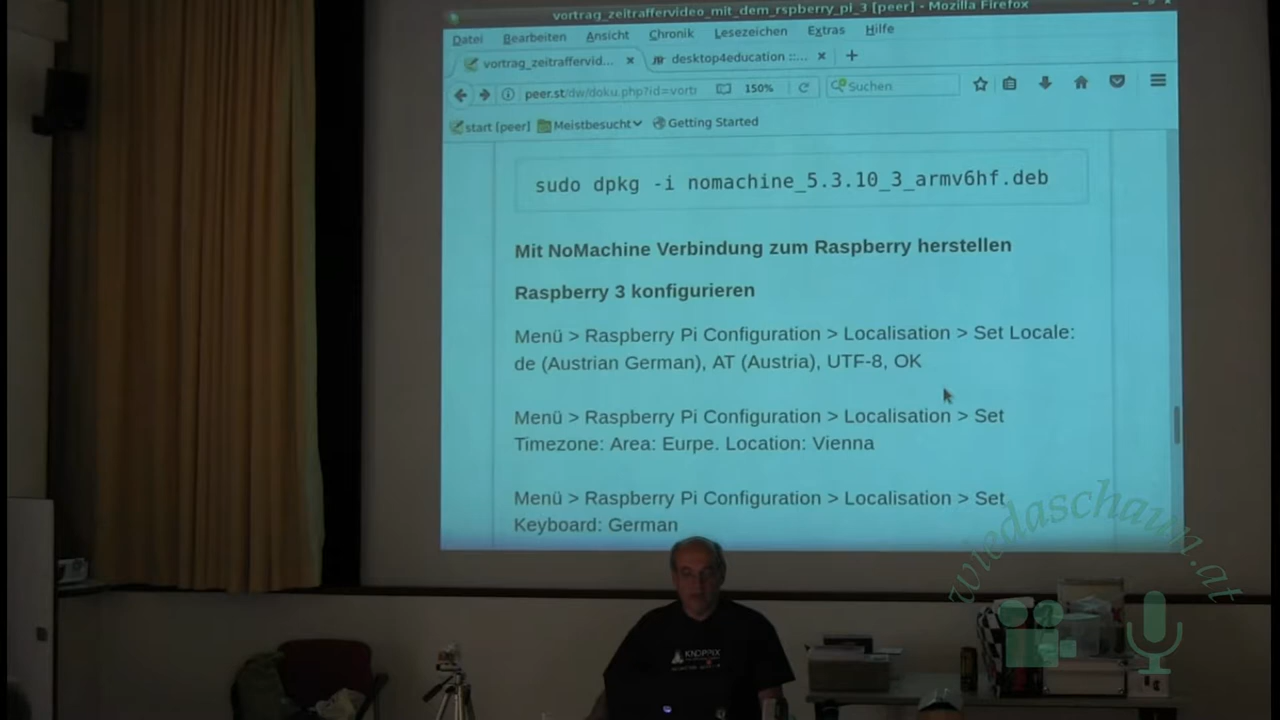 vortrag_zeitraffervideo_mit_dem_rspberry_pi_3 [peer] - Mozilla Firefox
Datei Bearbeiten Ansicht Chronik Lesezeichen Extras Hilfe
vortrag_zeitraffervid... × desktop4education ::... × +
peer.st/dw/doku.php?id=vortr 150% Suchen
start [peer] Meistbesucht Getting Started
sudo dpkg -i nomachine_5.3.10_3_armv6hf.deb
Mit NoMachine Verbindung zum Raspberry herstellen
Raspberry 3 konfigurieren
Menü > Raspberry Pi Configuration > Localisation > Set Locale:
de (Austrian German), AT (Austria), UTF-8, OK
Menü > Raspberry Pi Configuration > Localisation > Set
Timezone: Area: Eurpe. Location: Vienna
Menü > Raspberry Pi Configuration > Localisation > Set
Keyboard: German
wiedaschaun.at
KNOPPIX